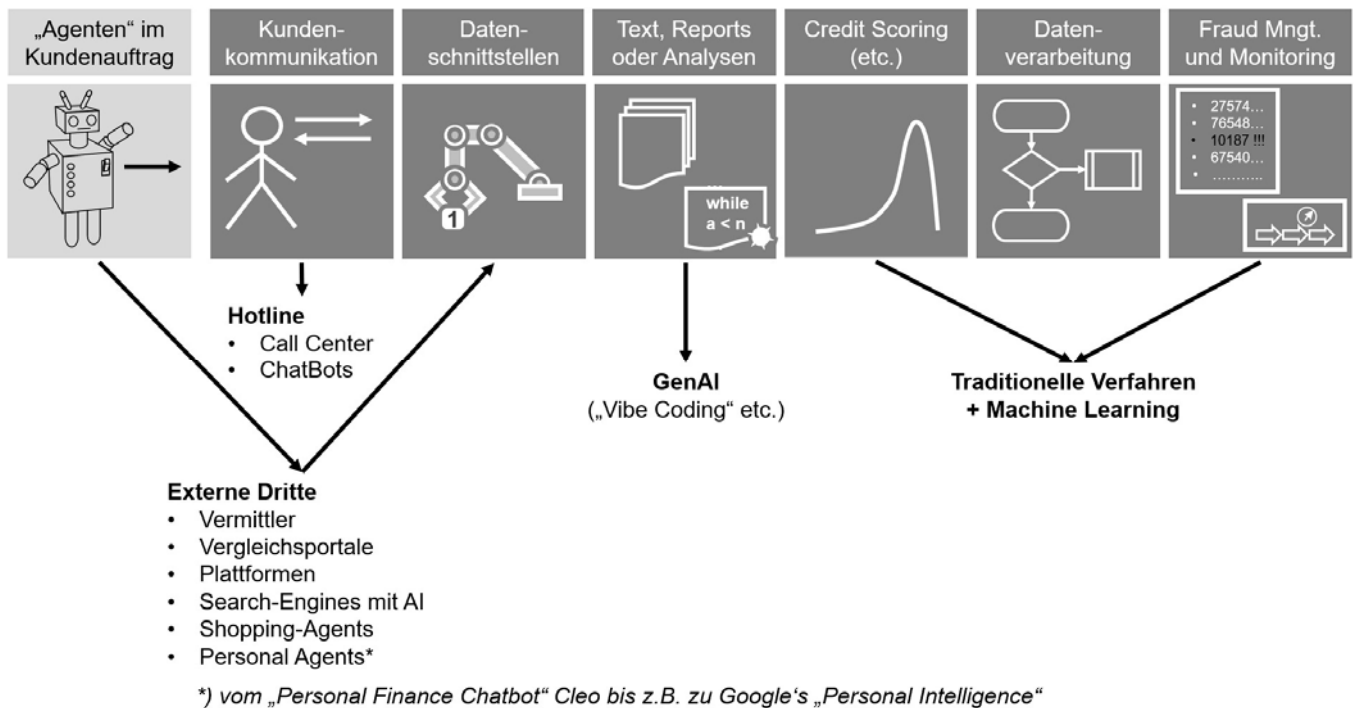 „Agenten“ im
Kundenauftrag
Kunden-
kommunikation
Daten-
schnittstellen
Text, Reports
oder Analysen
Credit Scoring
(etc.)
Daten-
verarbeitung
Fraud Mngt.
und Monitoring
1
...
while
a < n
• 27574...
• 76548...
• 10187 !!!
• 67540...
• ...........
Hotline
• Call Center
• ChatBots
GenAI
(„Vibe Coding“ etc.)
Traditionelle Verfahren
+ Machine Learning
Externe Dritte
• Vermittler
• Vergleichsportale
• Plattformen
• Search-Engines mit AI
• Shopping-Agents
• Personal Agents*
*) vom „Personal Finance Chatbot“ Cleo bis z.B. zu Google‘s „Personal Intelligence“